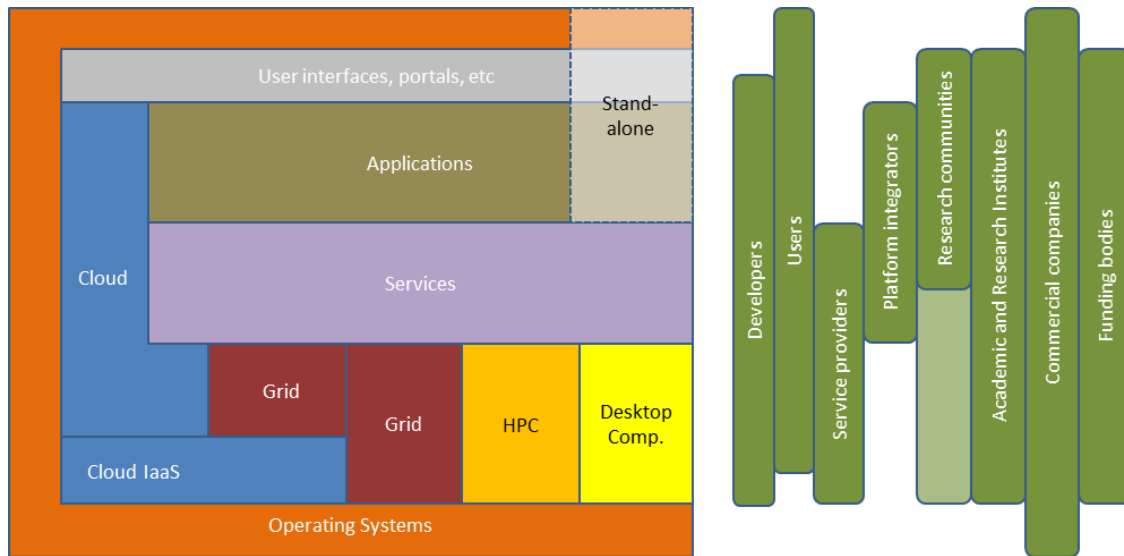 User interfaces, portals, etc
Stand-
alone
Applications
Cloud
Services
Grid
Grid
HPC
Desktop
Comp.
Cloud IaaS
Operating Systems
Developers
Users
Service providers
Platform integrators
Research communities
Academic and Research Institutes
Commercial companies
Funding bodies